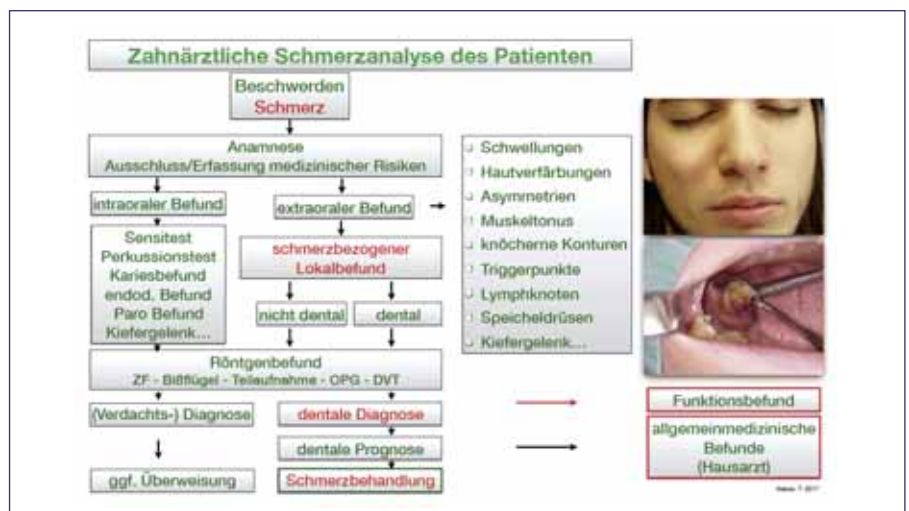 Zahnärztliche Schmerzanalyse des Patienten
Beschwerden
Schmerz
Anamnese
Ausschluss/Erfassung medizinischer Risiken
intraoraler Befund
extraoraler Befund
Sensitest
Perkussionstest
Kariesbefund
endod. Befund
Paro Befund
Kiefergelenk...
schmerzbezogener
Lokalbefund
nicht dental
dental
Schwellungen
Hautverfärbungen
Asymmetrien
Muskeltonus
knöcherne Konturen
Triggerpunkte
Lymphknoten
Speicheldrüsen
Kiefergelenk...
Röntgenbefund
ZF - Bißflügel - Teilaufnahme - OPG - DVT
(Verdachts-) Diagnose
dentale Diagnose
Funktionsbefund
dentale Prognose
allgemeinmedizinische
Befunde
(Hausarzt)
ggf. Überweisung
Schmerzbehandlung
2017